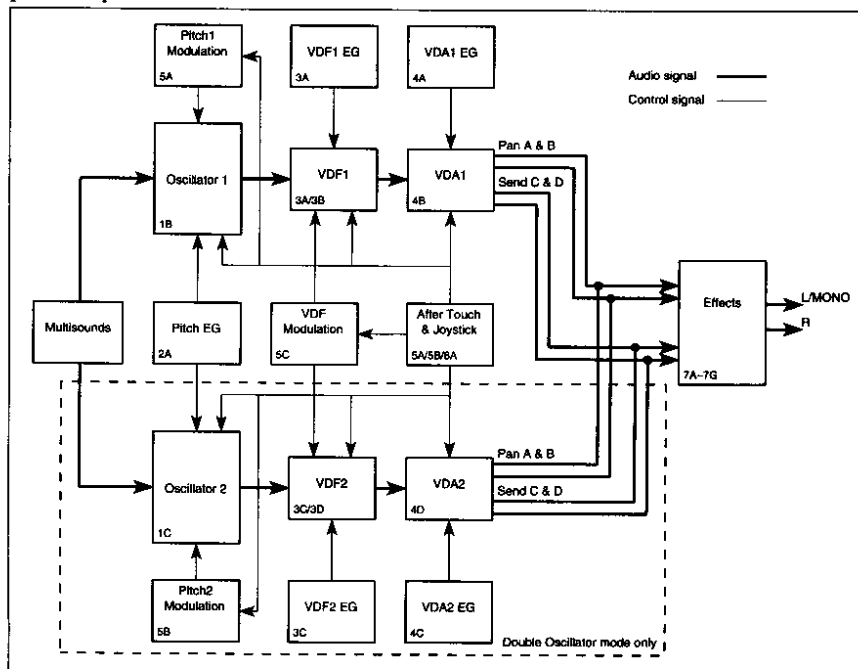 Pitch1
Modulation
5A
VDF1 EG
3A
VDA1 EG
4A
Audio signal
Control signal
Oscillator 1
1B
VDF1
3A/3B
VDA1
4B
Pan A & B
Send C & D
Multisounds
Pitch EG
2A
VDF
Modulation
5C
After Touch
& Joystick
5A/5B/8A
Effects
7A~7G
L/MONO
R
Oscillator 2
1C
VDF2
3C/3D
VDA2
4D
Pan A & B
Send C & D
Pitch2
Modulation
5B
VDF2 EG
3C
VDA2 EG
4C
Double Oscillator mode only